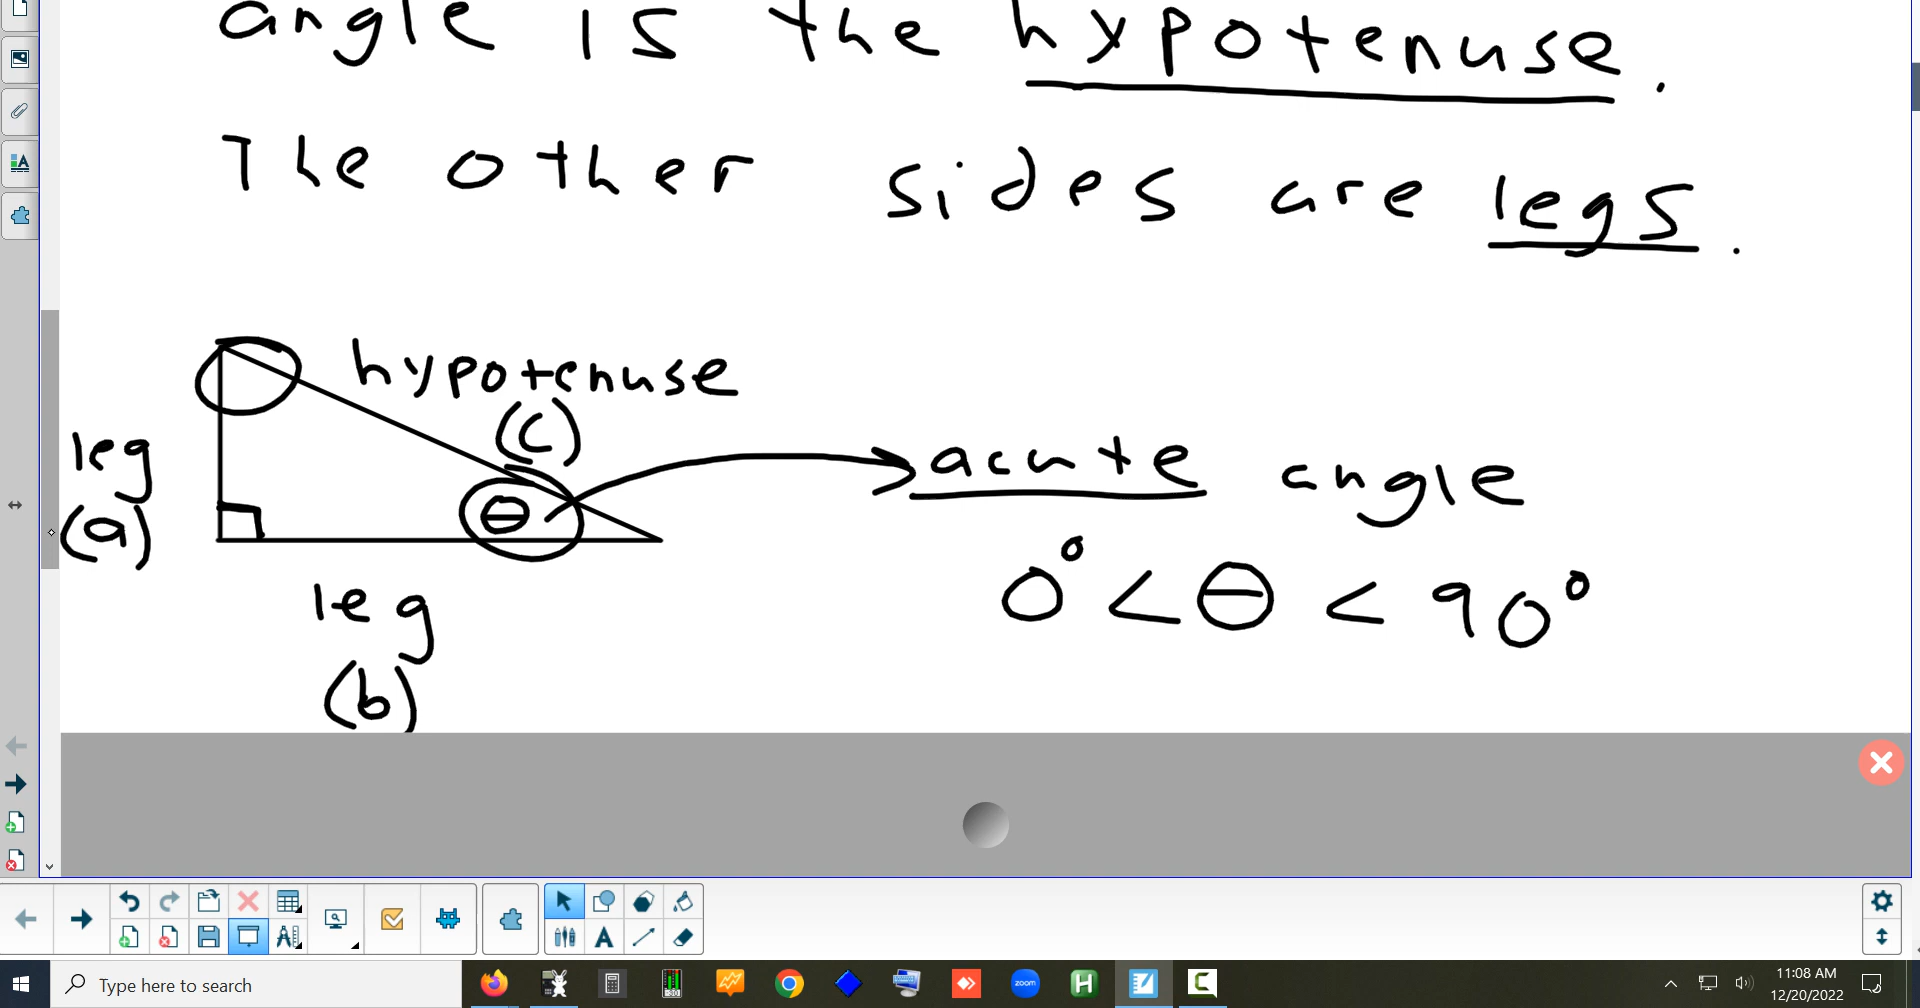 angle is the hypotenuse.
The other sides are legs.
hypotenuse
(c)
leg
(a)
θ
acute angle
0° < θ < 90°
leg
(b)
Type here to search
zoom
H
C
11:08 AM
12/20/2022